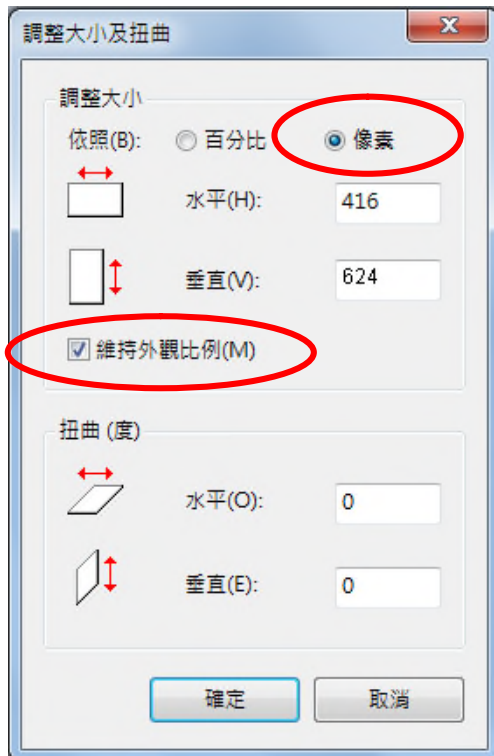 調整大小及扭曲
調整大小
依照(B): 百分比 像素
水平(H): 416
垂直(V): 624
維持外觀比例(M)
扭曲 (度)
水平(O): 0
垂直(E): 0
確定 取消